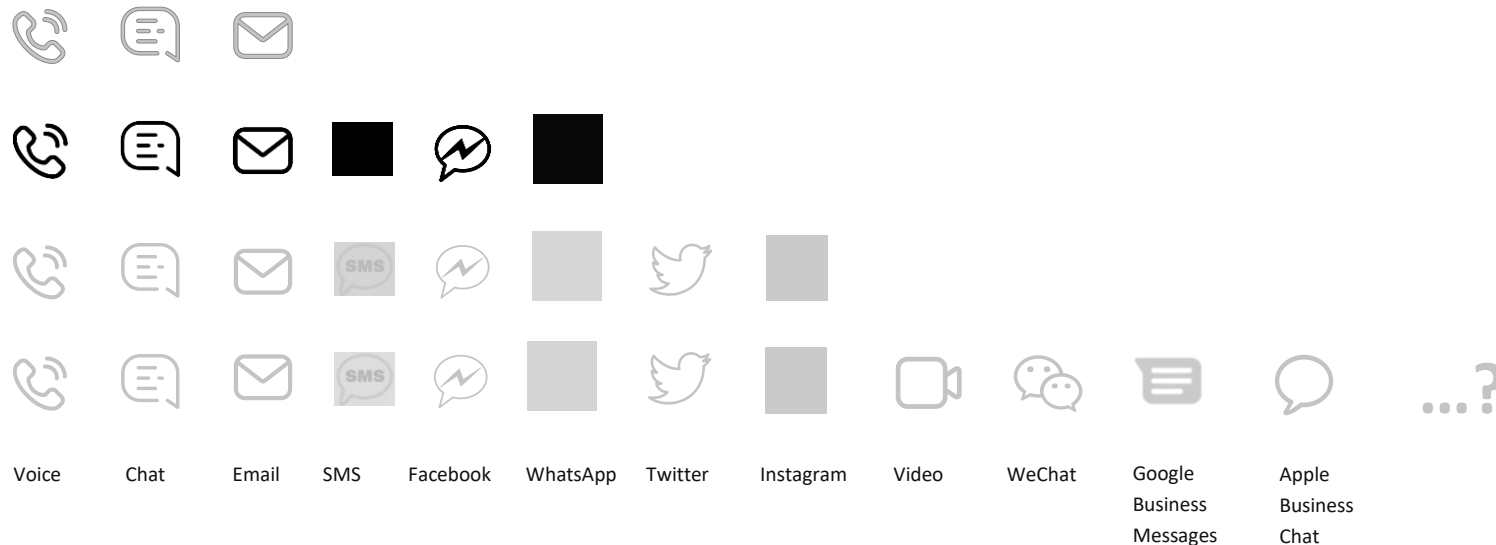 SMS
SMS
...?
Voice Chat Email SMS Facebook WhatsApp Twitter Instagram Video WeChat Google Business Messages Apple Business Chat